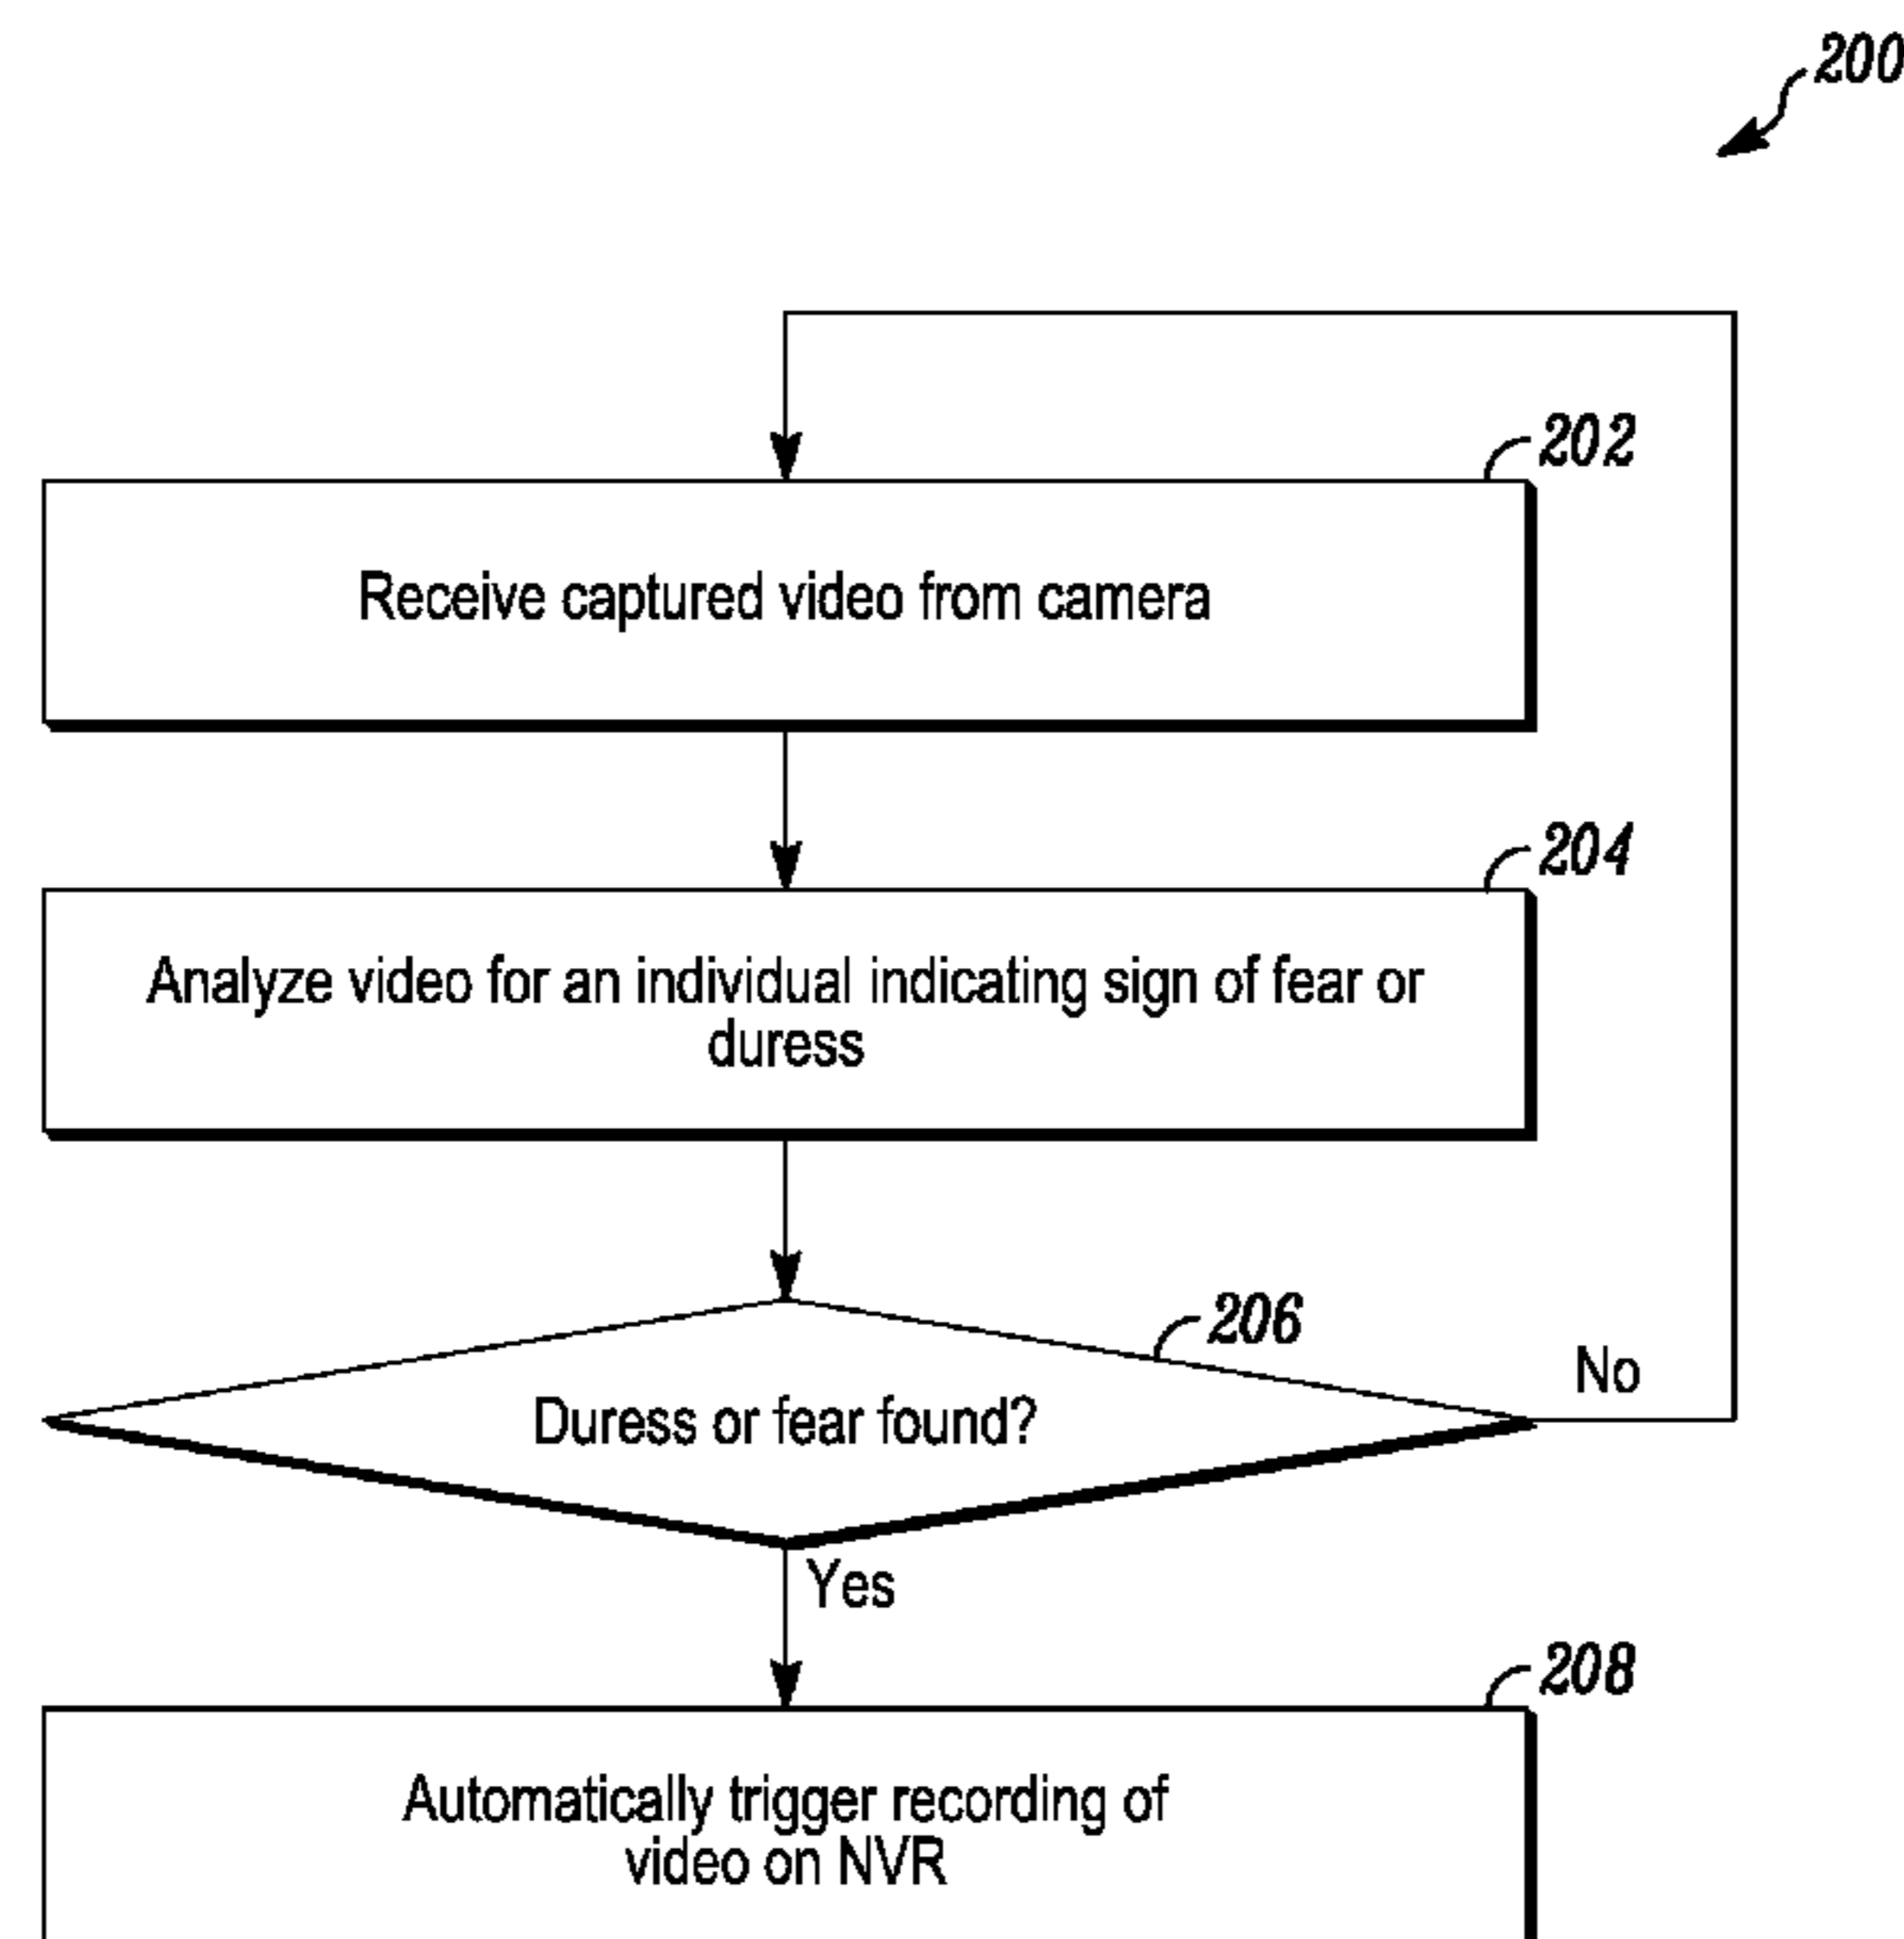 200
202
Receive captured video from camera
204
Analyze video for an individual indicating sign of fear or
duress
206
No
Duress or fear found?
Yes
208
Automatically trigger recording of
video on NVR